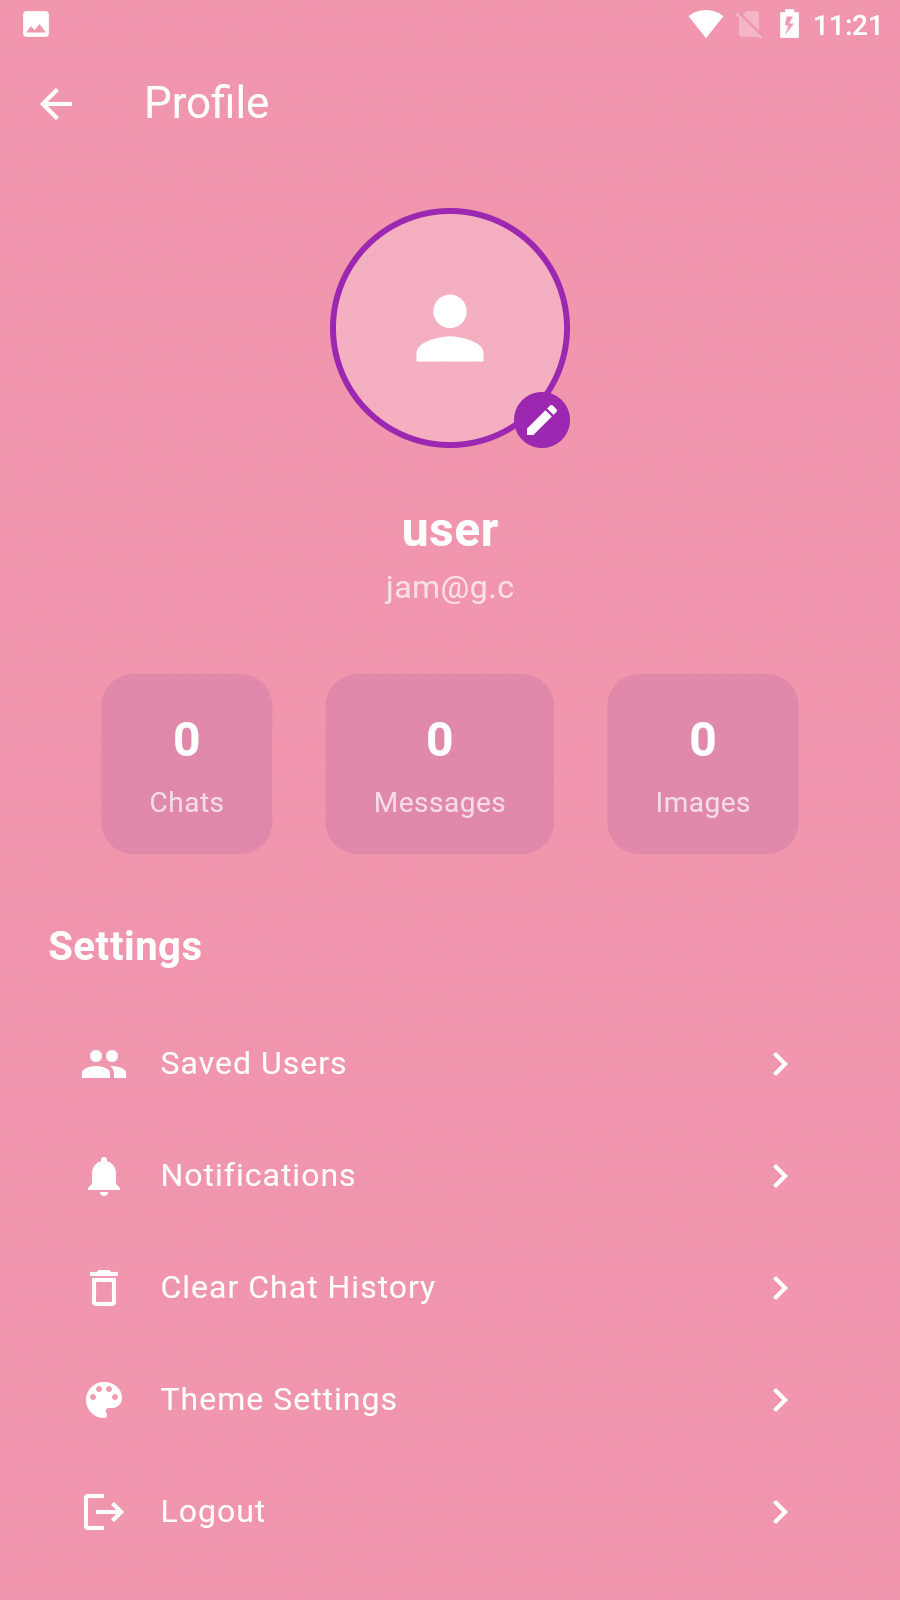 11:21
Profile
user
jam@g.c
0 0 0
Chats Messages Images
Settings
Saved Users
Notifications
Clear Chat History
Theme Settings
Logout